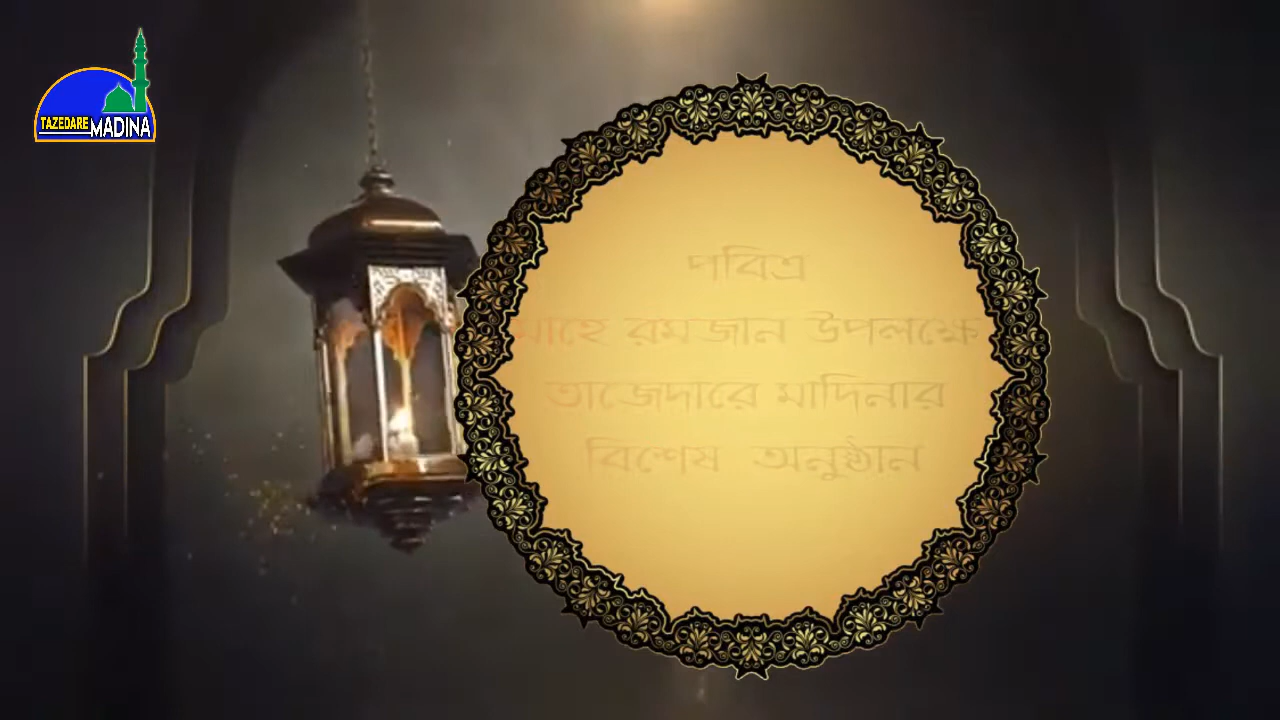 TAZEDARE MADINA
পবিত্র
মাহে রমজান উপলক্ষে
তাজেদারে মাদিনার
বিশেষ অনুষ্ঠান